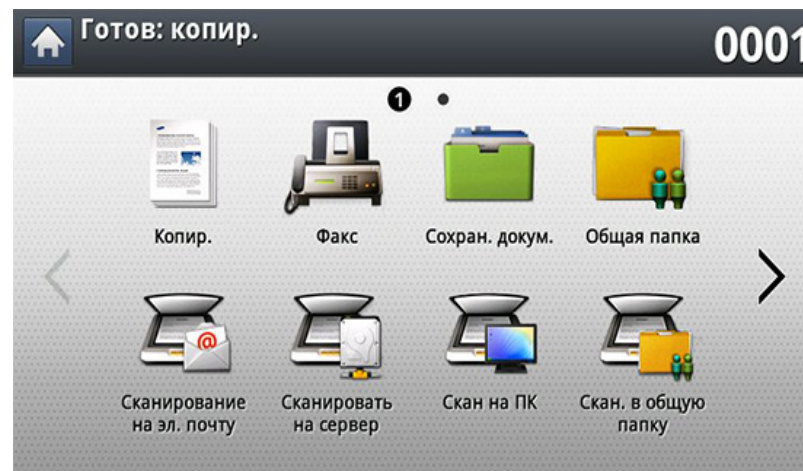 Готов: копир.
0001
1
Копир.
Факс
Сохран. докум.
Общая папка
Сканирование
на эл. почту
Сканировать
на сервер
Скан на ПК
Скан. в общую
папку